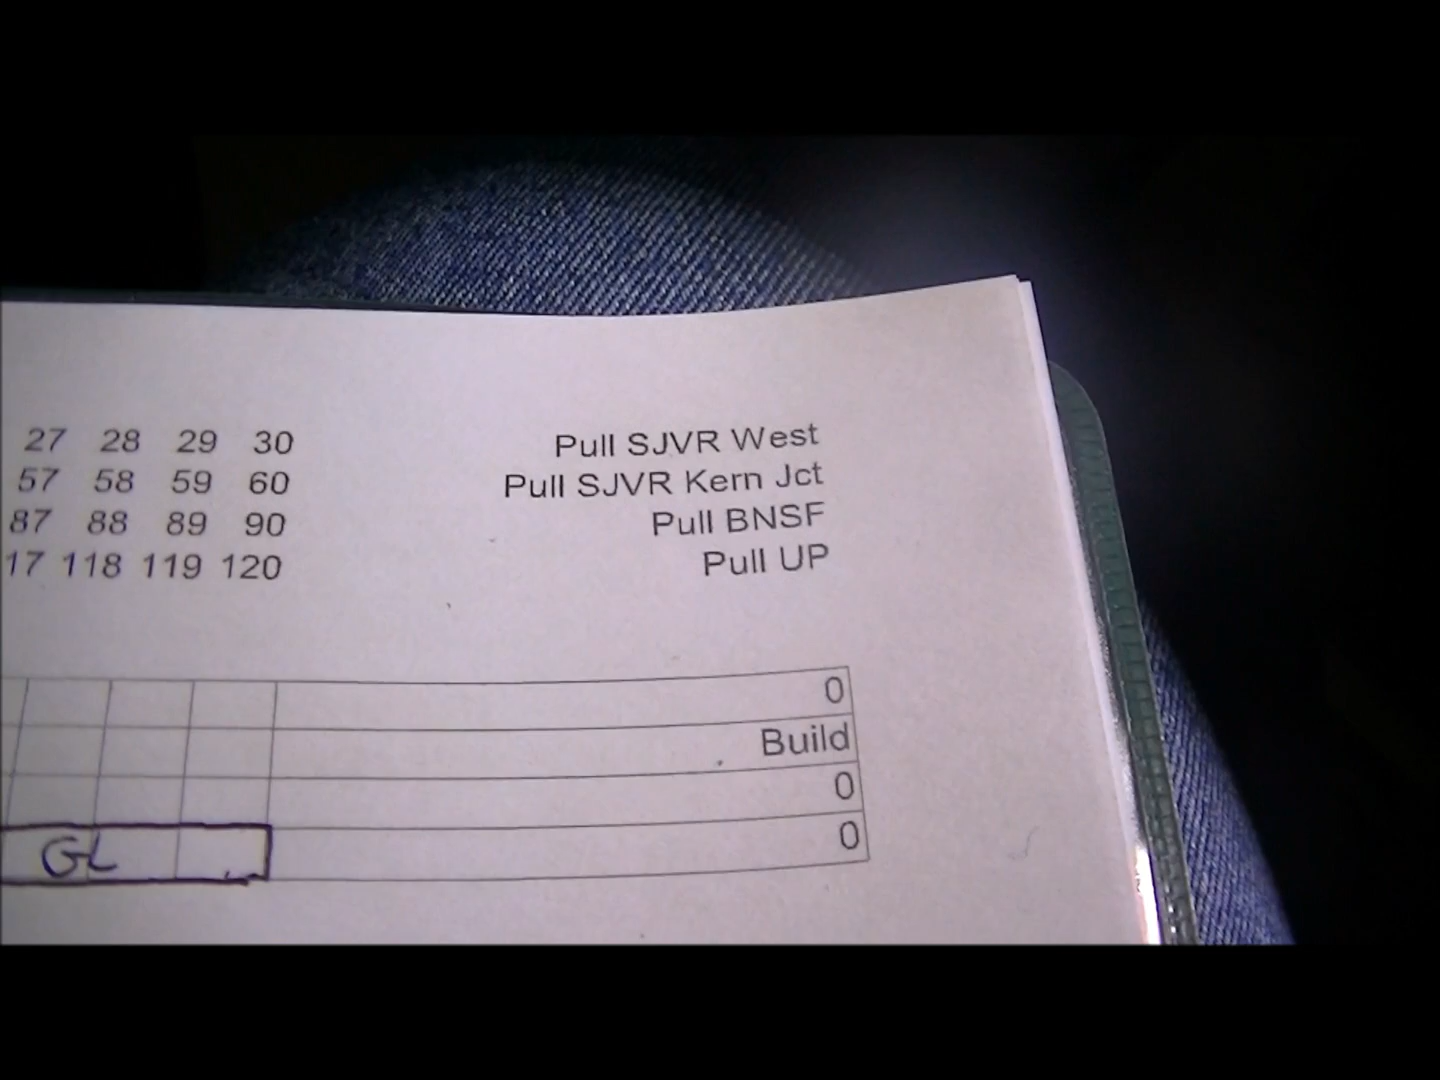 27 28 29 30 Pull SJVR West
57 58 59 60 Pull SJVR Kern Jct
87 88 89 90 Pull BNSF
17 118 119 120 Pull UP
0
Build
0
GL 0